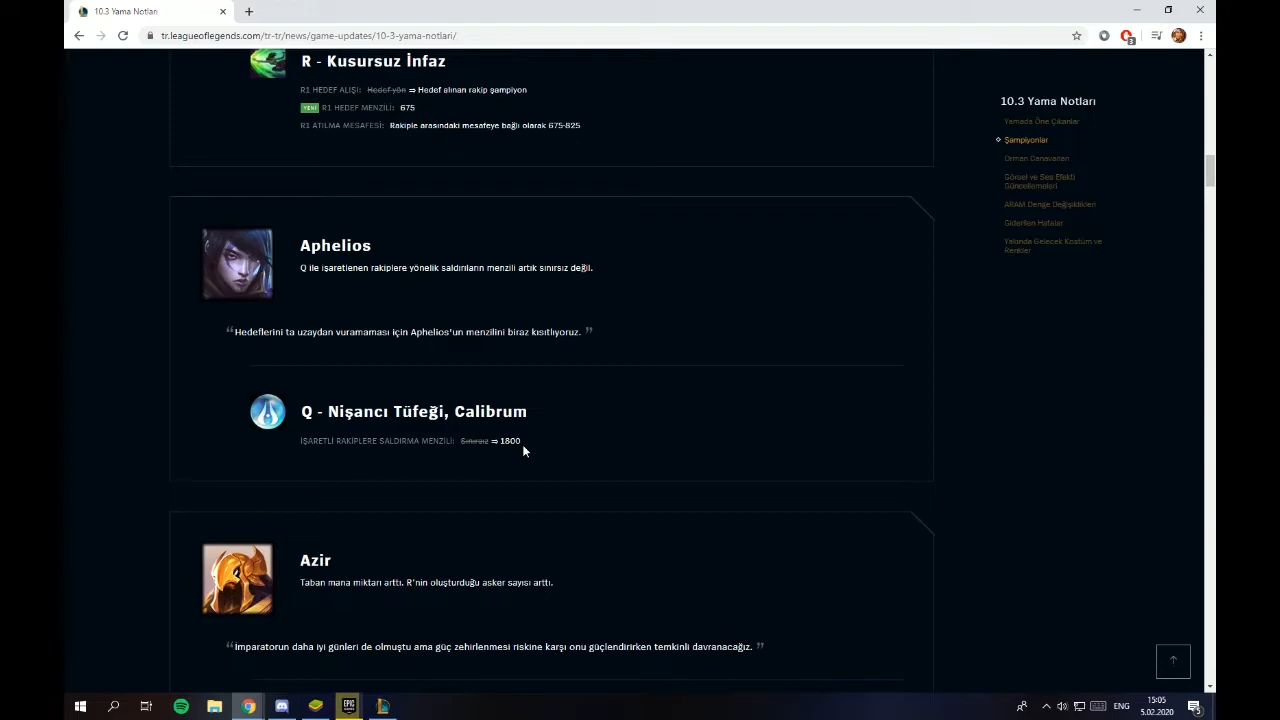 10.3 Yama Notları
tr.leagueoflegends.com/tr-tr/news/game-updates/10-3-yama-notlari/
R - Kusursuz İnfaz
R1 HEDEF ALIŞI: Hedef yön ⇒ Hedef alınan rakip şampiyon
YENİ R1 HEDEF MENZİLİ: 675
R1 ATILMA MESAFESİ: Rakiple arasındaki mesafeye bağlı olarak 675-825
10.3 Yama Notları
Yamada Öne Çıkanlar
Şampiyonlar
Orman Canavarları
Görsel ve Ses Efekti
Güncellemeleri
ARAM Denge Değişiklikleri
Giderilen Hatalar
Yakında Gelecek Kostüm ve
Renkler
Aphelios
Q ile işaretlenen rakiplere yönelik saldırıların menzili artık sınırsız değil.
“Hedeflerini ta uzaydan vuramaması için Aphelios'un menzilini biraz kısıtlıyoruz.”
Q - Nişancı Tüfeği, Calibrum
İŞARETLİ RAKİPLERE SALDIRMA MENZİLİ: Sınırsız ⇒ 1800
Azir
Taban mana miktarı arttı. R'nin oluşturduğu asker sayısı arttı.
“İmparatorun daha iyi günleri de olmuştu ama güç zehirlenmesi riskine karşı onu güçlendirirken temkinli davranacağız.”
EPIC
ENG
15:05
5.02.2020